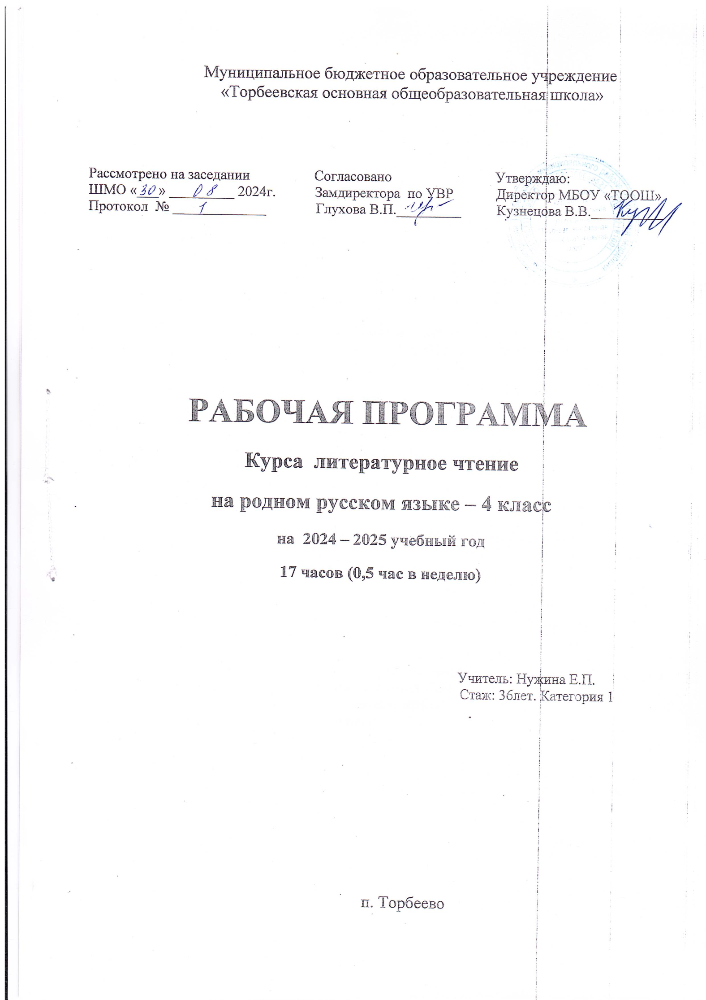 Муниципальное бюджетное образовательное учреждение
«Торбеевская основная общеобразовательная школа»
Рассмотрено на заседании
ШМО «30» 08 2024г.
Протокол № 1
Согласовано
Замдиректора по УВР
Глухова В.П.
Утверждаю:
Директор МБОУ «ТООШ»
Кузнецова В.В.
РАБОЧАЯ ПРОГРАММА
Курса литературное чтение
на родном русском языке – 4 класс
на 2024 – 2025 учебный год
17 часов (0,5 час в неделю)
Учитель: Нужина Е.П.
Стаж: 36лет. Категория 1
п. Торбеево